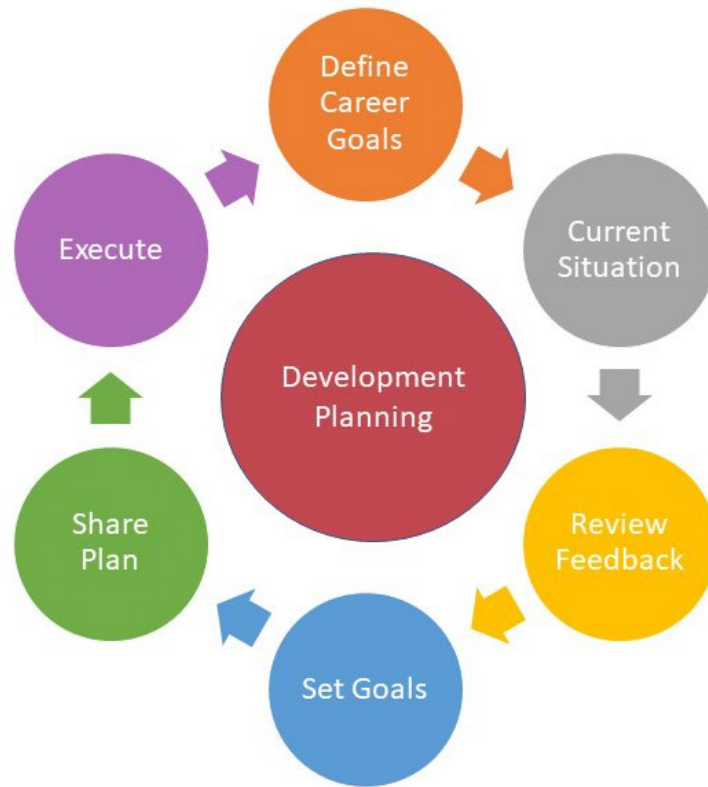 Define
Career
Goals
Current
Situation
Review
Feedback
Set Goals
Share
Plan
Execute
Development
Planning